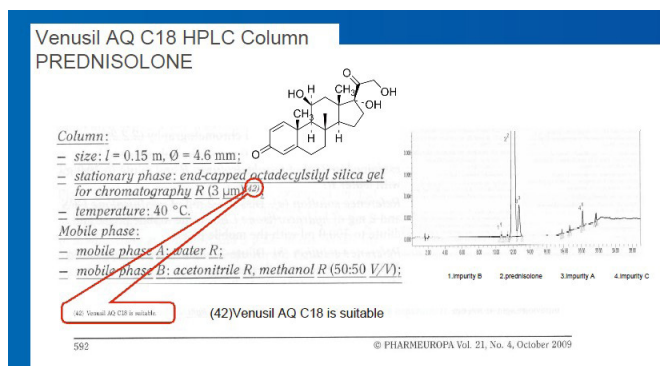 Venusil AQ C18 HPLC Column
PREDNISOLONE
O
CH₃
OH
HO
H
OH
CH₃
H
H
O
Column:
– size: l = 0.15 m, Ø = 4.6 mm;
– stationary phase: end-capped octadecylsilyl silica gel
for chromatography R (3 µm)(42);
– temperature: 40 °C.
Mobile phase:
– mobile phase A: water R;
– mobile phase B: acetonitrile R, methanol R (50:50 V/V);
1.Impurity B 2.prednisolone 3.Impurity A 4.Impurity C
(42) Venusil AQ C18 is suitable.
(42)Venusil AQ C18 is suitable
592
© PHARMEUROPA Vol. 21, No. 4, October 2009